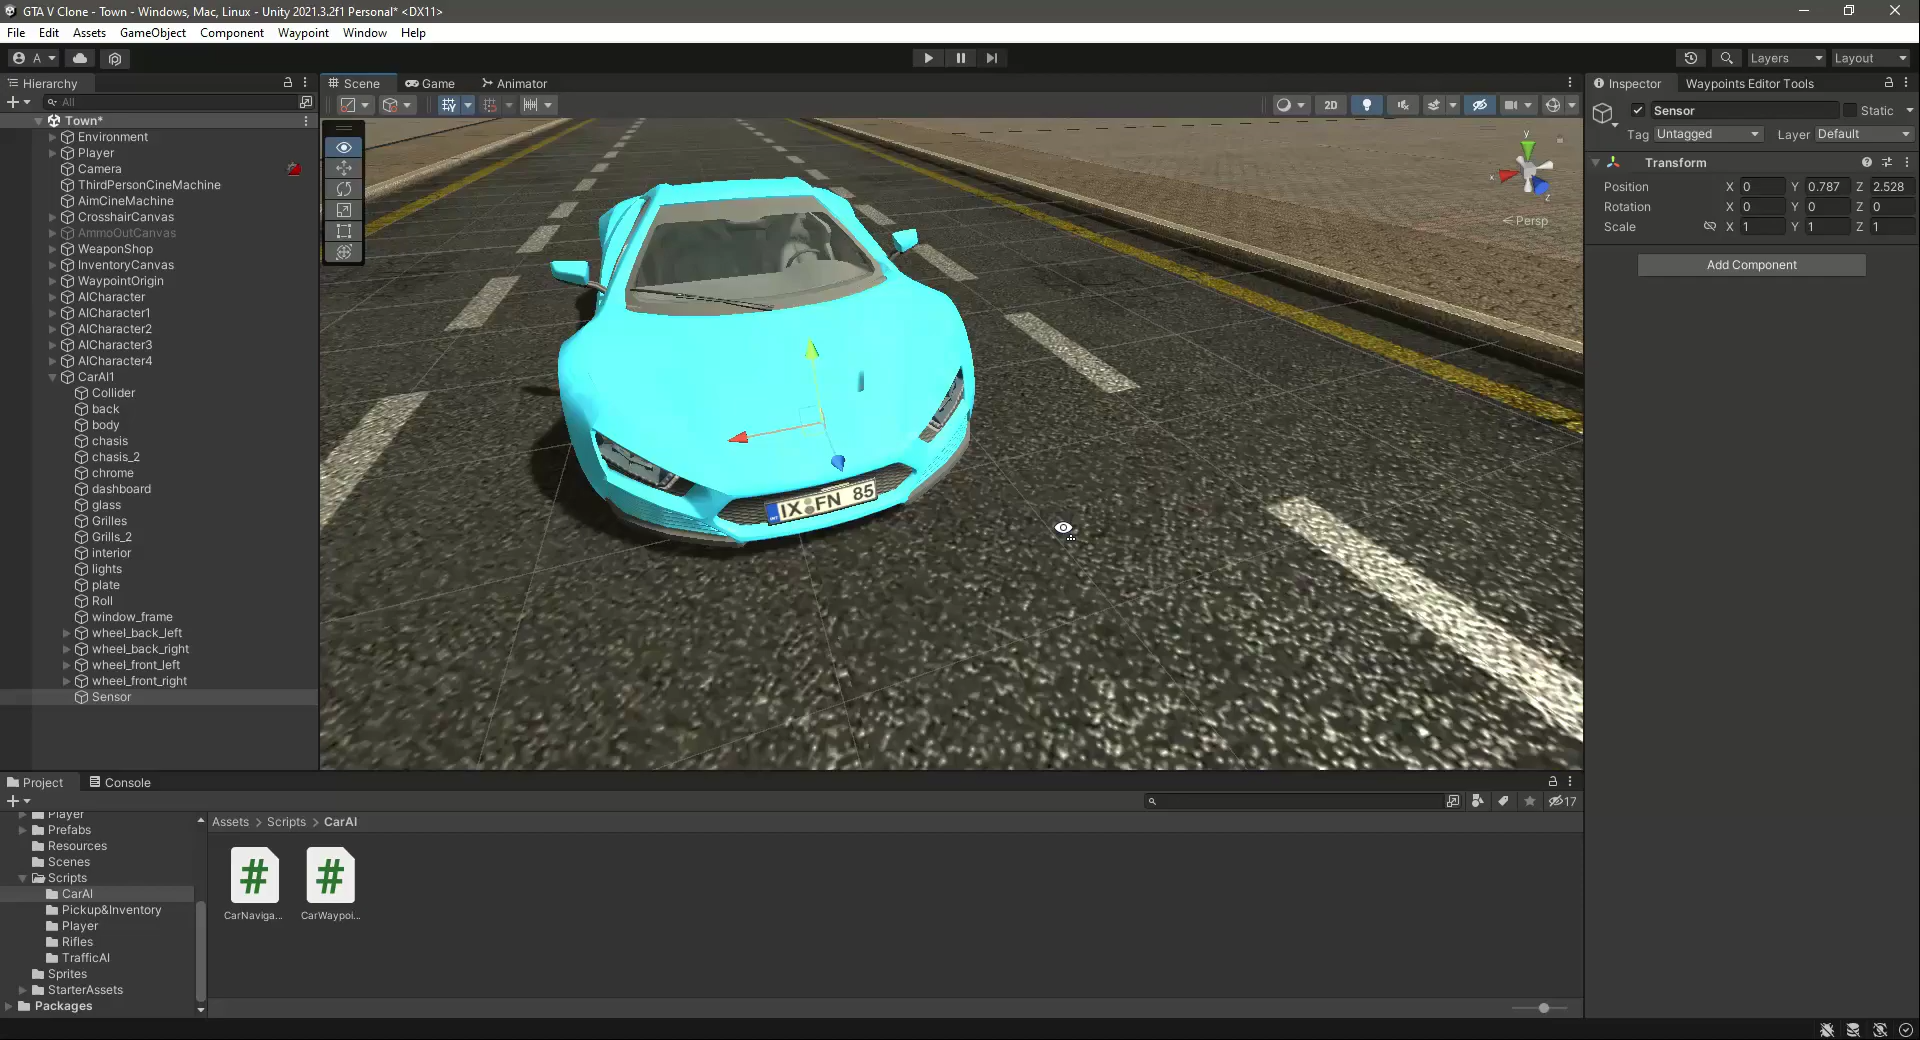 GTA V Clone - Town - Windows, Mac, Linux - Unity 2021.3.2f1 Personal* <DX11>
File Edit Assets GameObject Component Waypoint Window Help
A
Layers
Layout
Hierarchy
All
Town*
Environment
Player
Camera
ThirdPersonCineMachine
AimCineMachine
CrosshairCanvas
AmmoOutCanvas
WeaponShop
InventoryCanvas
WaypointOrigin
AICharacter
AICharacter1
AICharacter2
AICharacter3
AICharacter4
CarAI1
Collider
back
body
chasis
chasis_2
chrome
dashboard
glass
Grilles
Grills_2
interior
lights
plate
Roll
window_frame
wheel_back_left
wheel_back_right
wheel_front_left
wheel_front_right
Sensor
Scene Game Animator
2D
y
x
z
Persp
IX FN 85
Inspector Waypoints Editor Tools
Sensor Static
Tag Untagged Layer Default
Transform
Position X 0 Y 0.787 Z 2.528
Rotation X 0 Y 0 Z 0
Scale X 1 Y 1 Z 1
Add Component
Project Console
17
Player
Prefabs
Resources
Scenes
Scripts
CarAI
Pickup&Inventory
Player
Rifles
TrafficAI
Sprites
StarterAssets
Packages
Assets > Scripts > CarAI
CarNaviga...
CarWaypoi...